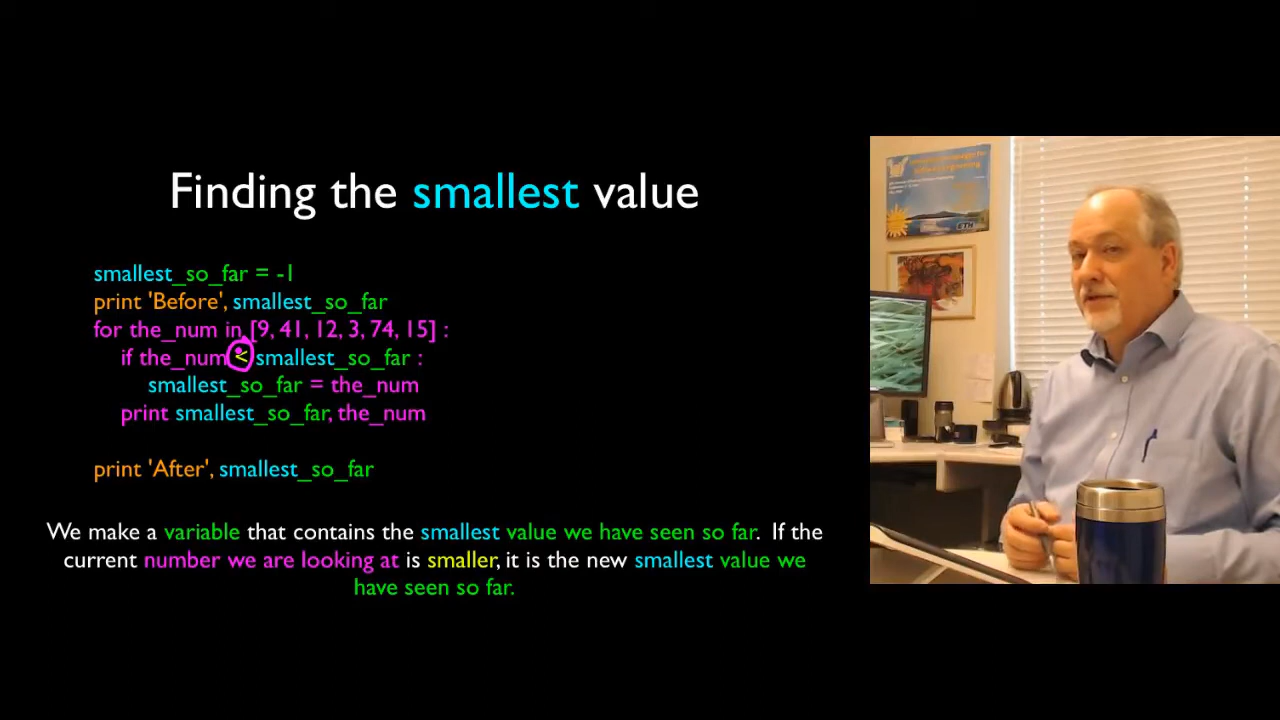 Finding the smallest value
smallest_so_far = -1
print 'Before', smallest_so_far
for the_num in [9, 41, 12, 3, 74, 15] :
if the_num < smallest_so_far :
smallest_so_far = the_num
print smallest_so_far, the_num
print 'After', smallest_so_far
We make a variable that contains the smallest value we have seen so far. If the
current number we are looking at is smaller, it is the new smallest value we
have seen so far.
ETH